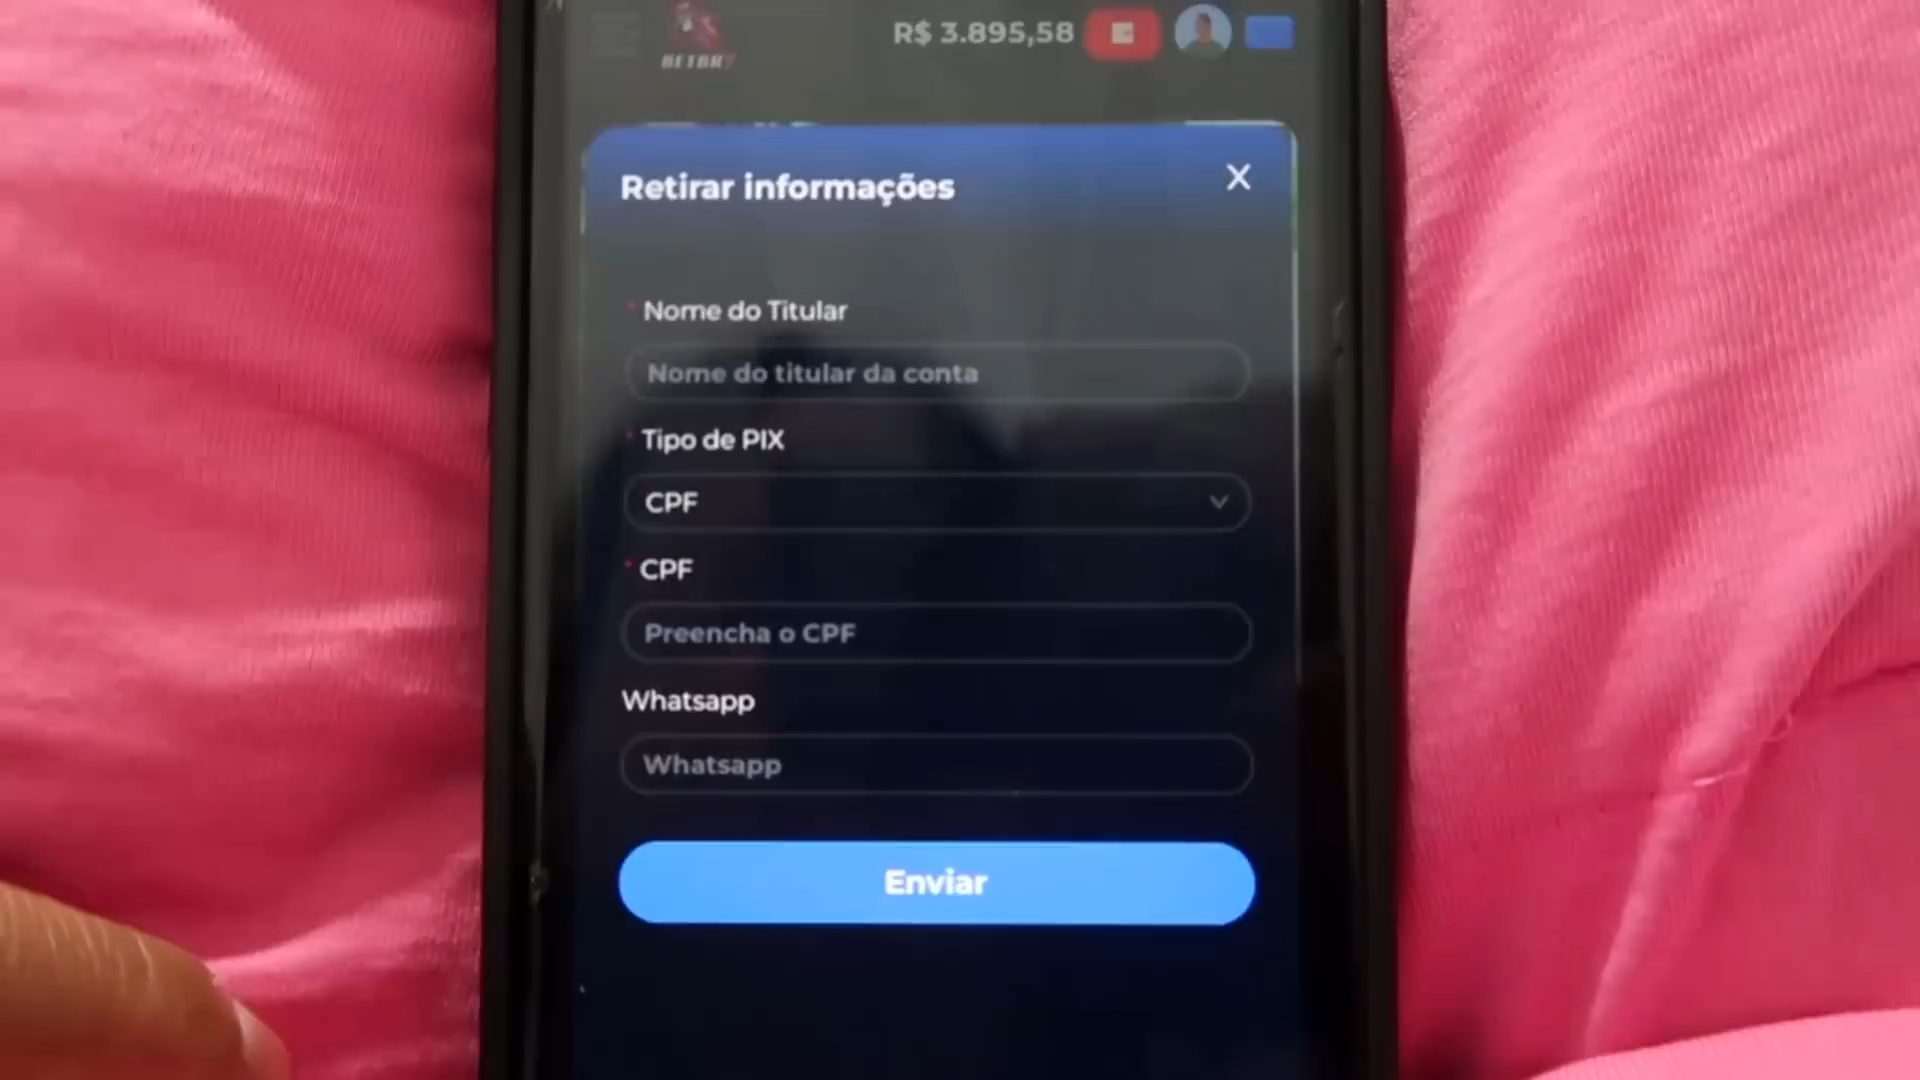 R$ 3.895,58
BETBR7
Retirar informações
X
* Nome do Titular
Nome do titular da conta
* Tipo de PIX
CPF
* CPF
Preencha o CPF
Whatsapp
Whatsapp
Enviar